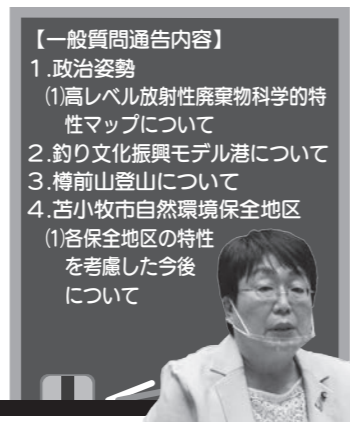 【一般質問通告内容】
１.政治姿勢
⑴高レベル放射性廃棄物科学的特
性マップについて
２.釣り文化振興モデル港について
３.樽前山登山について
４.苫小牧市自然環境保全地区
⑴各保全地区の特性
を考慮した今後
について